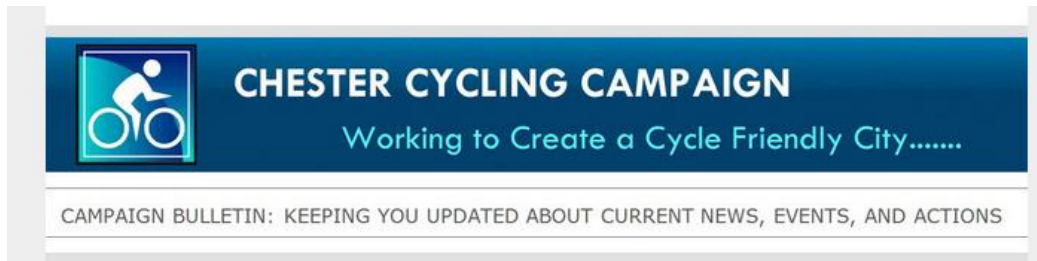 CHESTER CYCLING CAMPAIGN
Working to Create a Cycle Friendly City.......
CAMPAIGN BULLETIN: KEEPING YOU UPDATED ABOUT CURRENT NEWS, EVENTS, AND ACTIONS